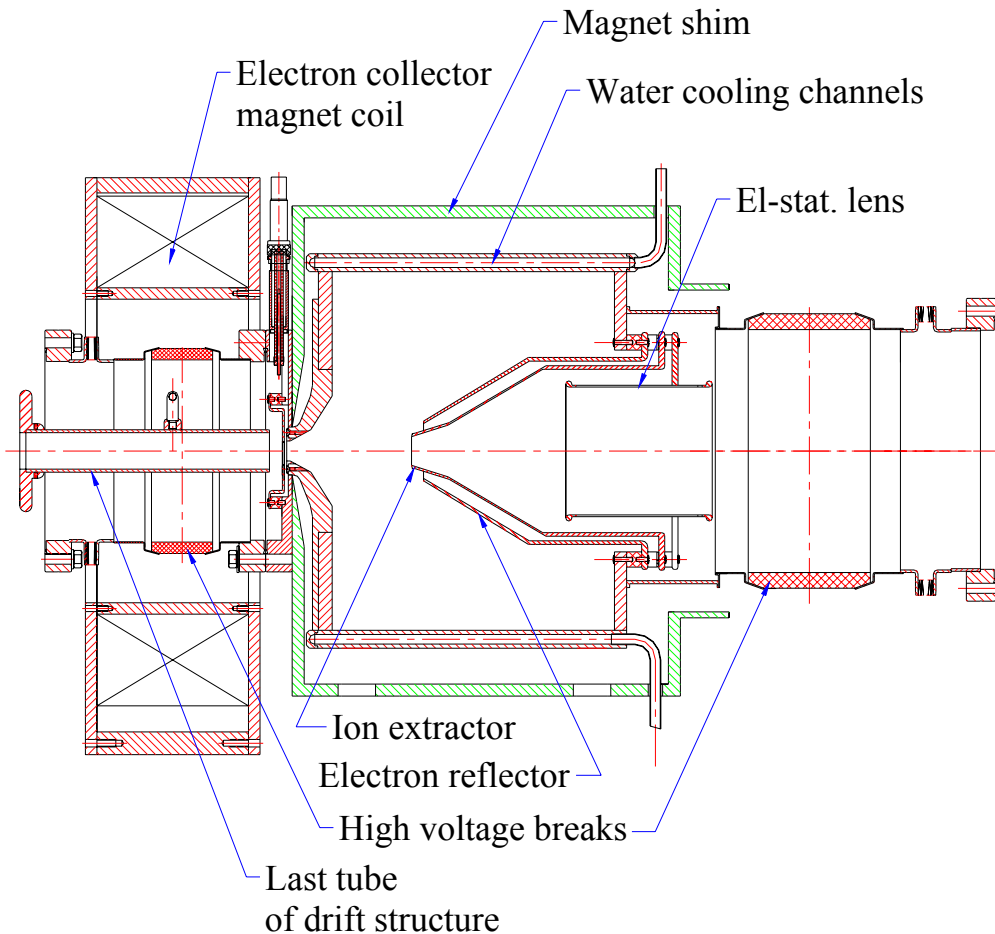 Magnet shim
Electron collector
magnet coil
Water cooling channels
El-stat. lens
Ion extractor
Electron reflector
High voltage breaks
Last tube
of drift structure